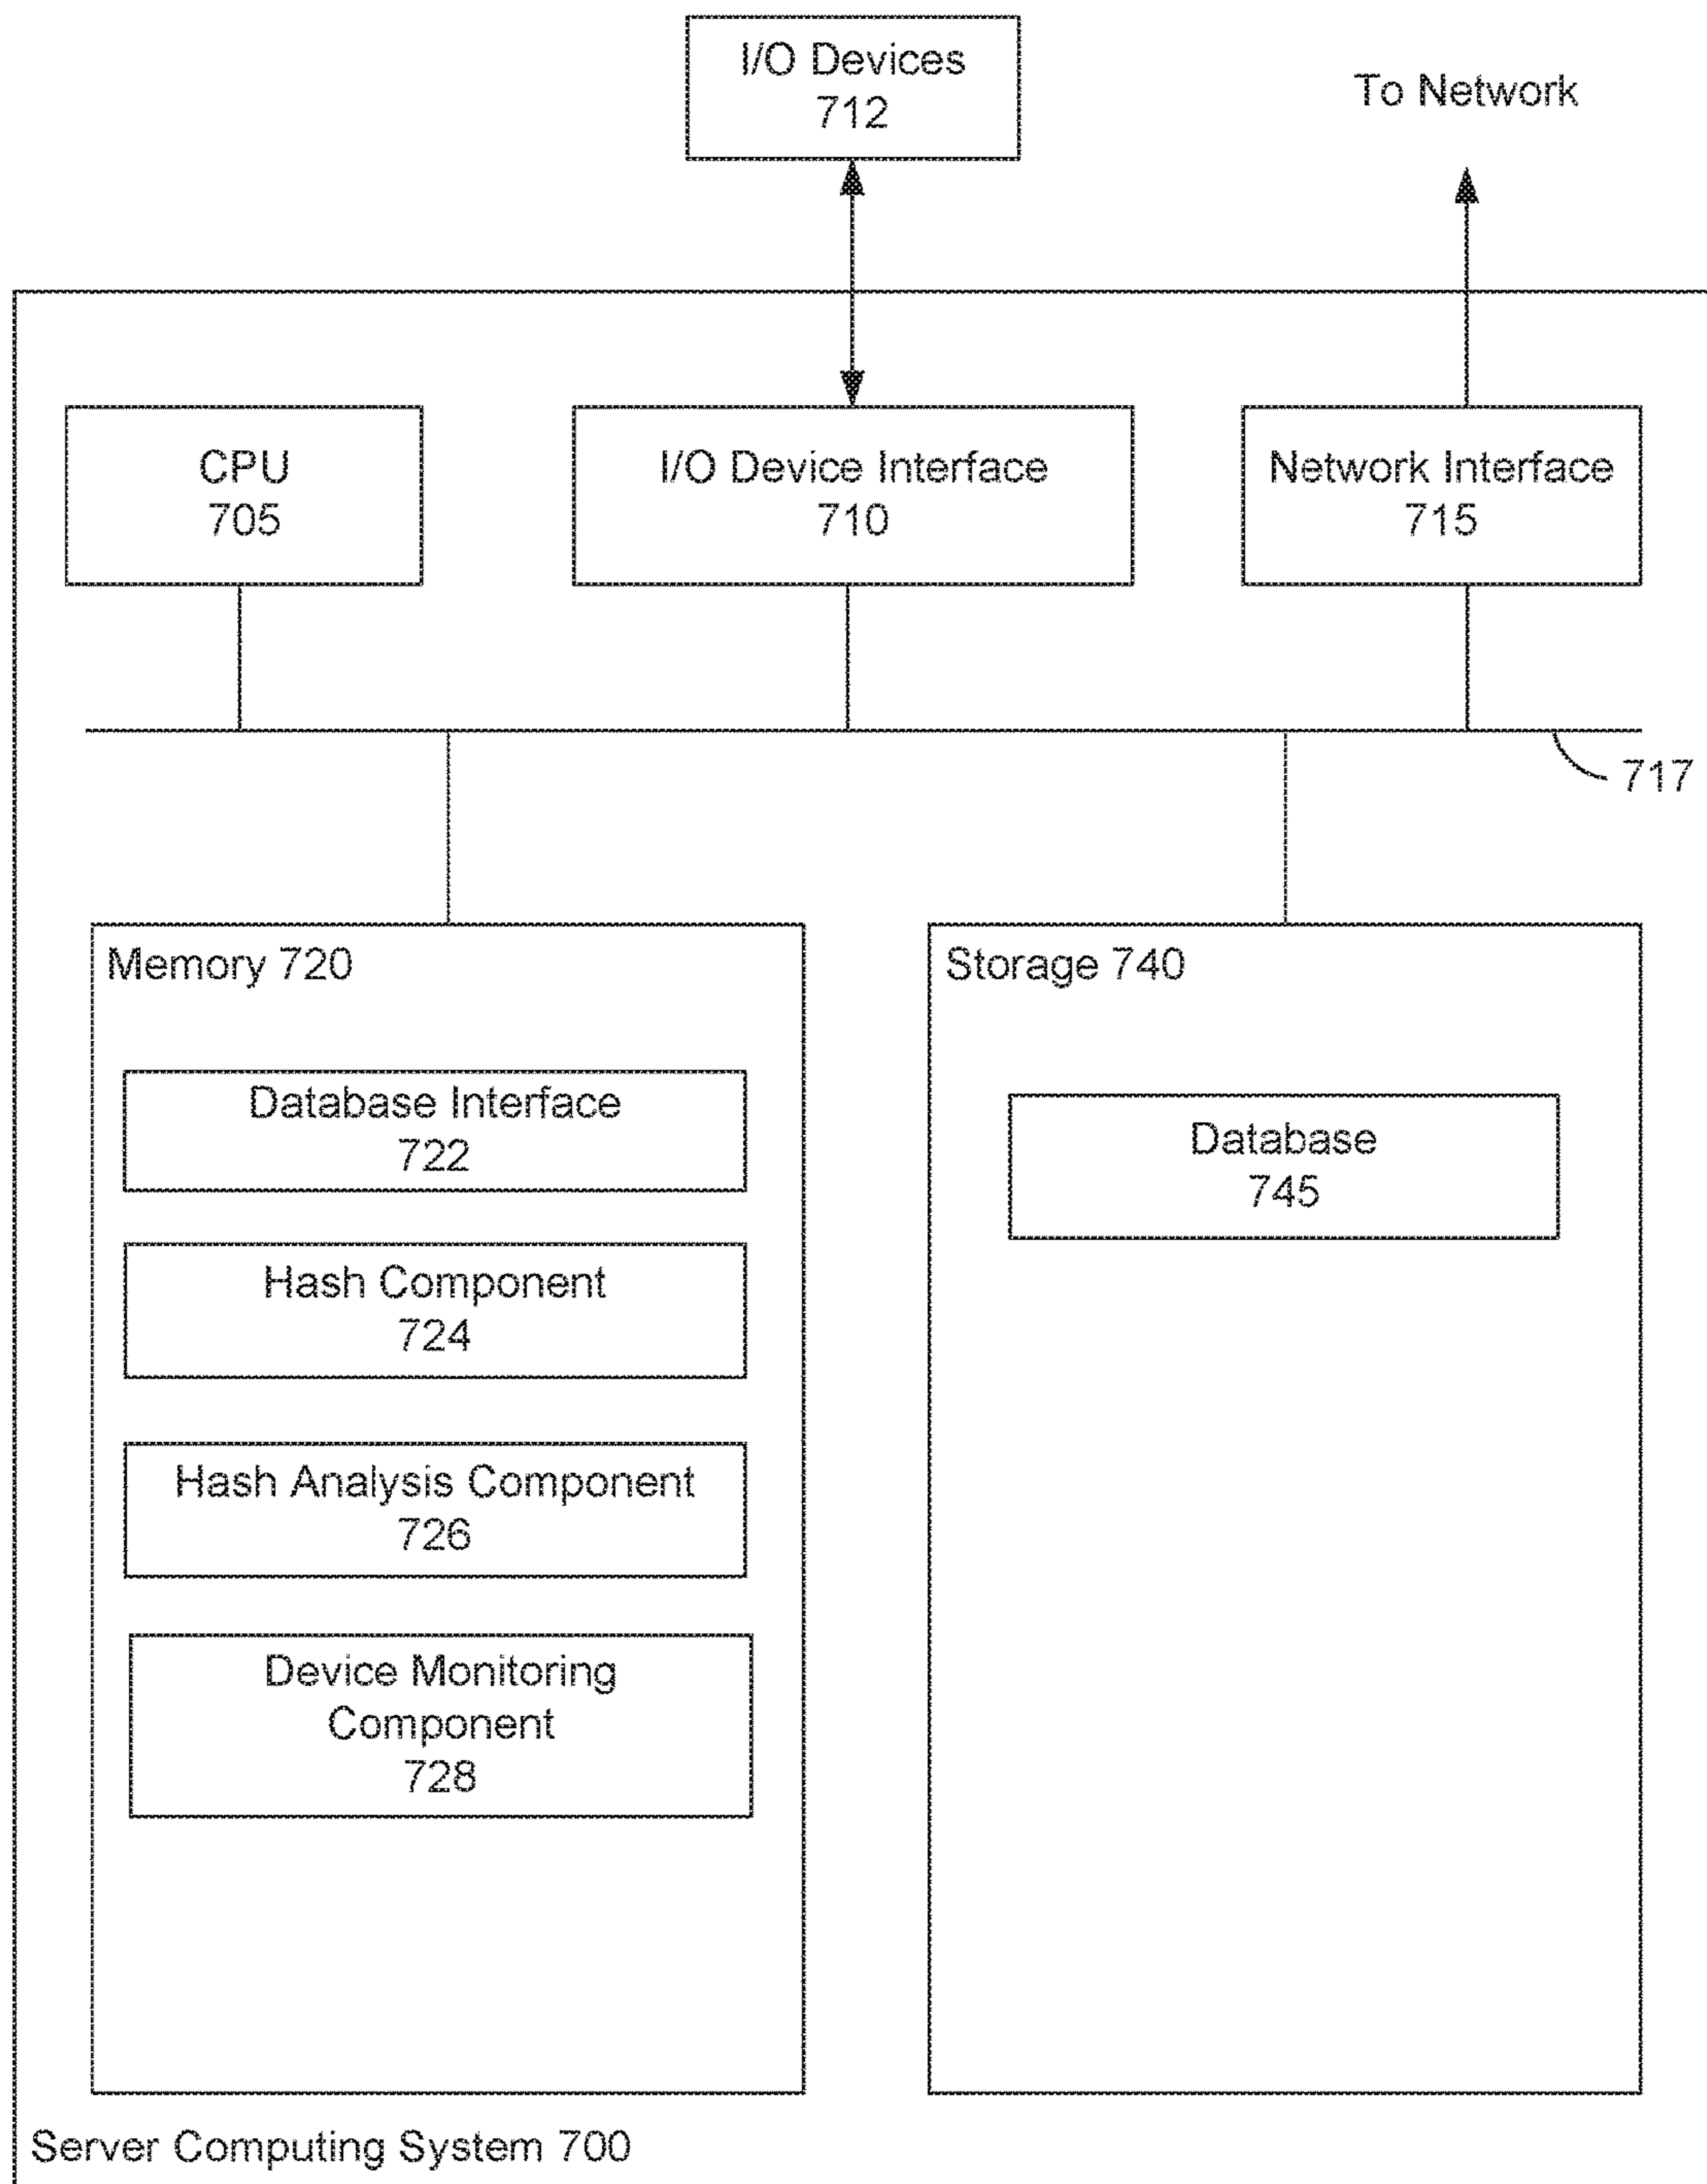 I/O Devices
712
To Network
CPU
705
I/O Device Interface
710
Network Interface
715
717
Memory 720
Database Interface
722
Hash Component
724
Hash Analysis Component
726
Device Monitoring
Component
728
Storage 740
Database
745
Server Computing System 700